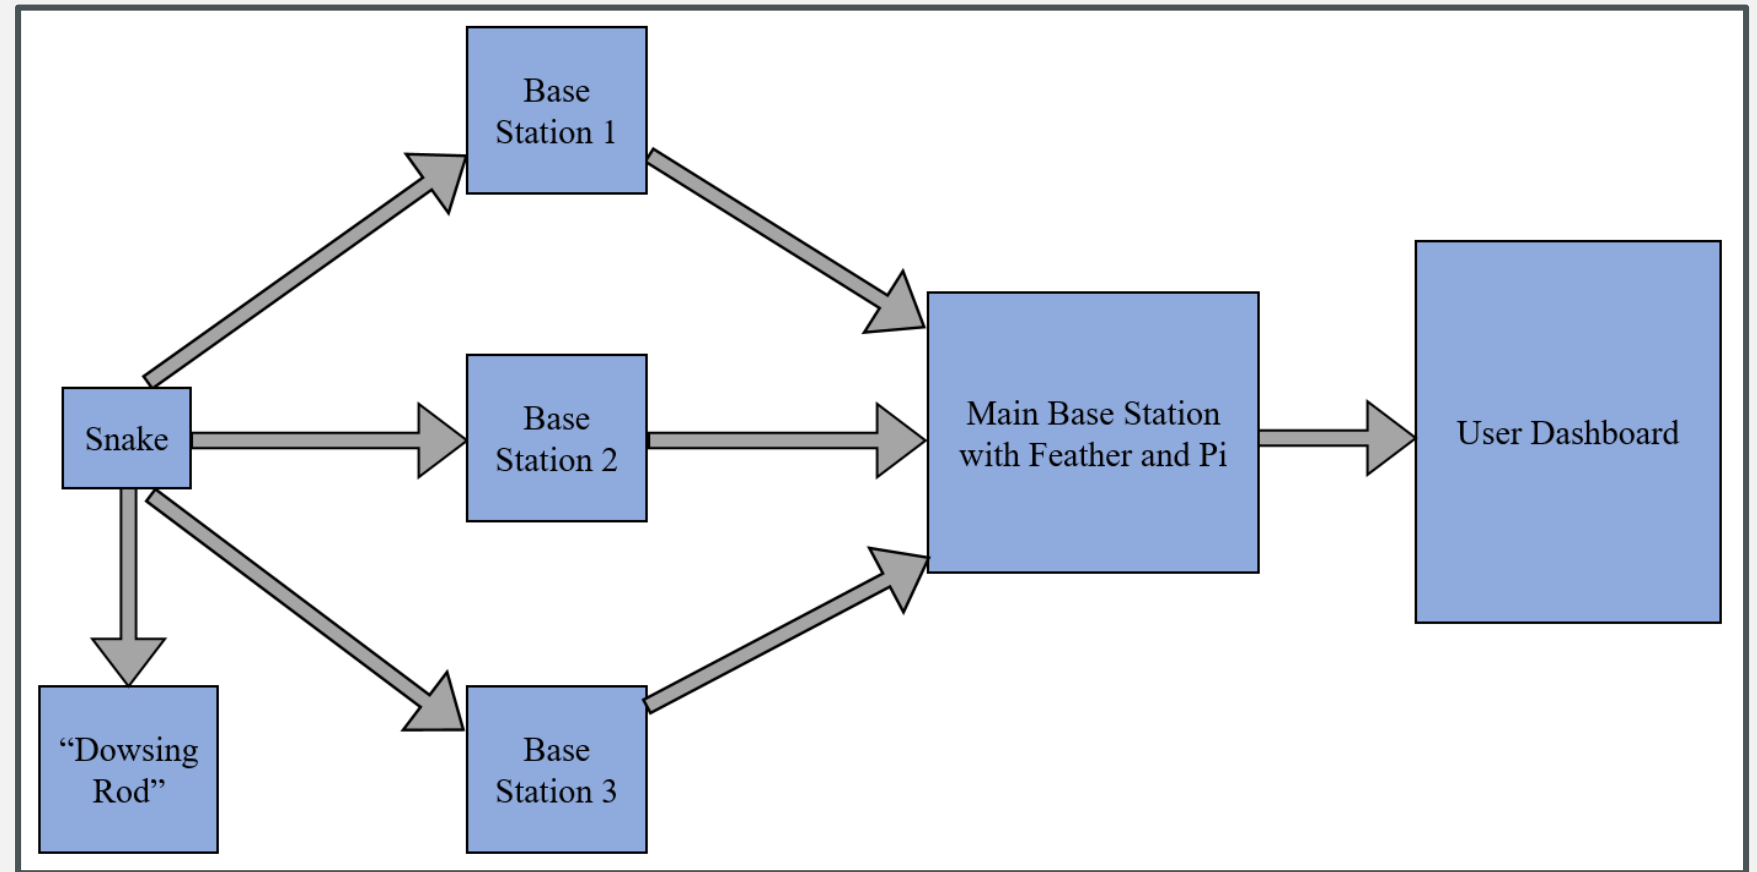 Base
Station 1
Snake
Base
Station 2
Main Base Station
with Feather and Pi
User Dashboard
“Dowsing
Rod”
Base
Station 3